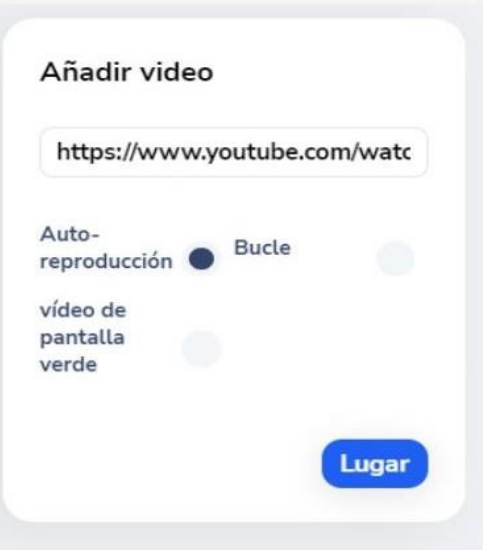 Añadir video
https://www.youtube.com/watc
Auto-
reproducción
Bucle
vídeo de
pantalla
verde
Lugar